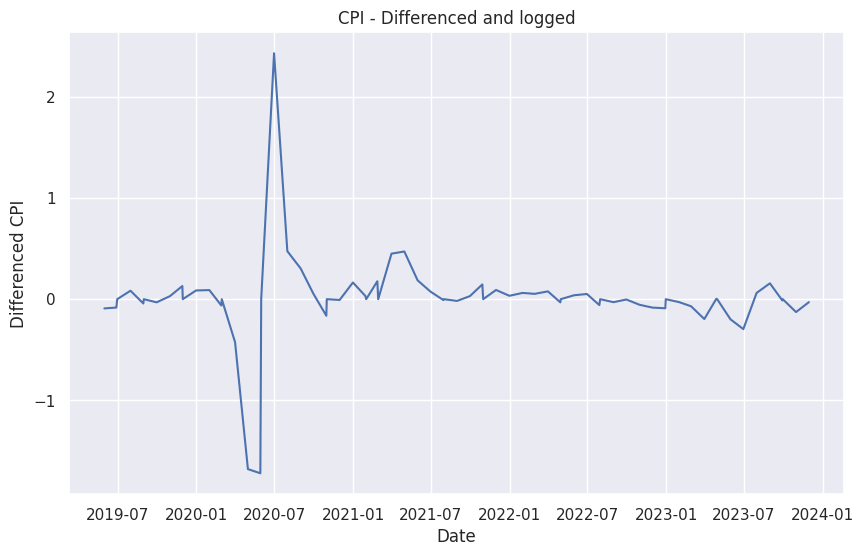 CPI - Differenced and logged
Differenced CPI
2
1
0
−1
2019-07 2020-01 2020-07 2021-01 2021-07 2022-01 2022-07 2023-01 2023-07 2024-01
Date